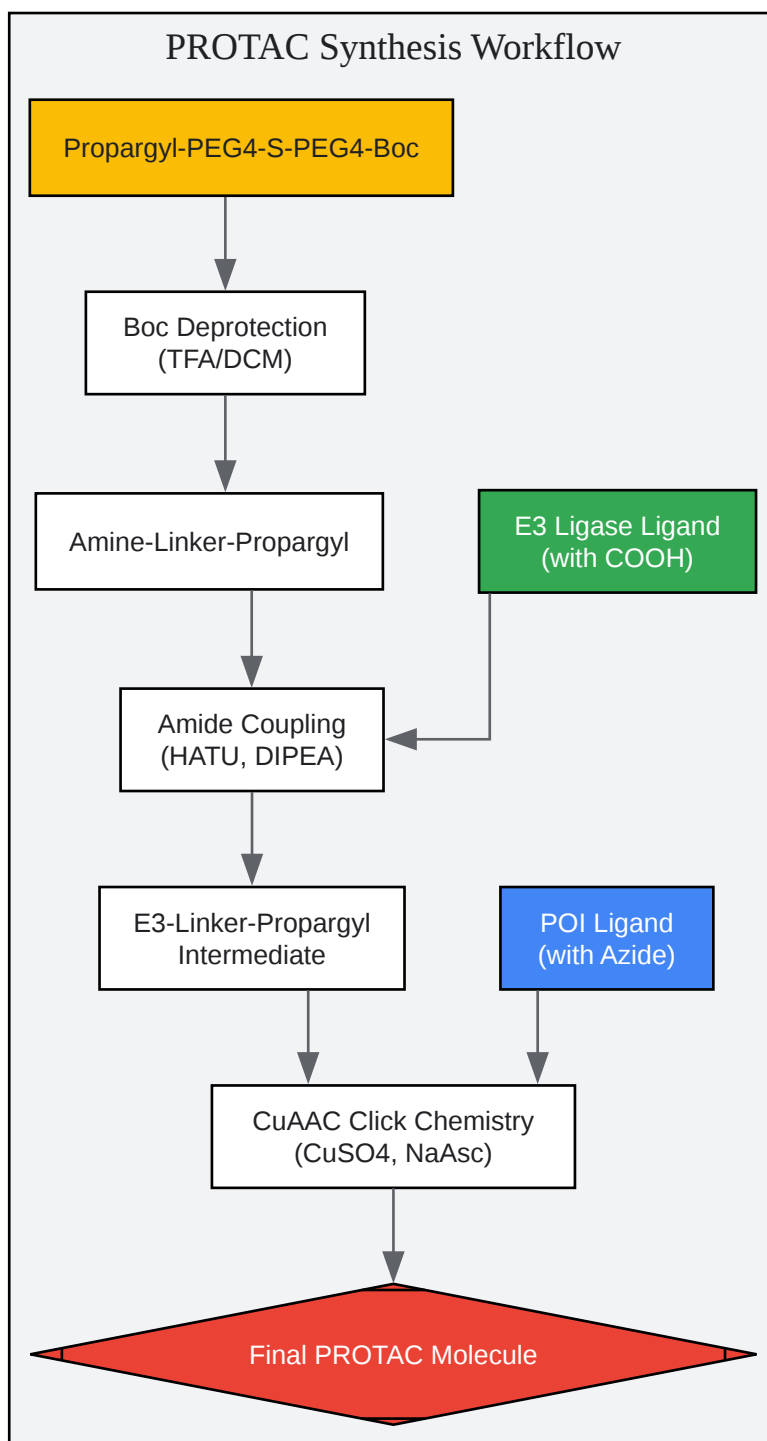 PROTAC Synthesis Workflow
Propargyl-PEG4-S-PEG4-Boc
Boc Deprotection
(TFA/DCM)
Amine-Linker-Propargyl
E3 Ligase Ligand
(with COOH)
Amide Coupling
(HATU, DIPEA)
E3-Linker-Propargyl
Intermediate
POI Ligand
(with Azide)
CuAAC Click Chemistry
(CuSO4, NaAsc)
Final PROTAC Molecule